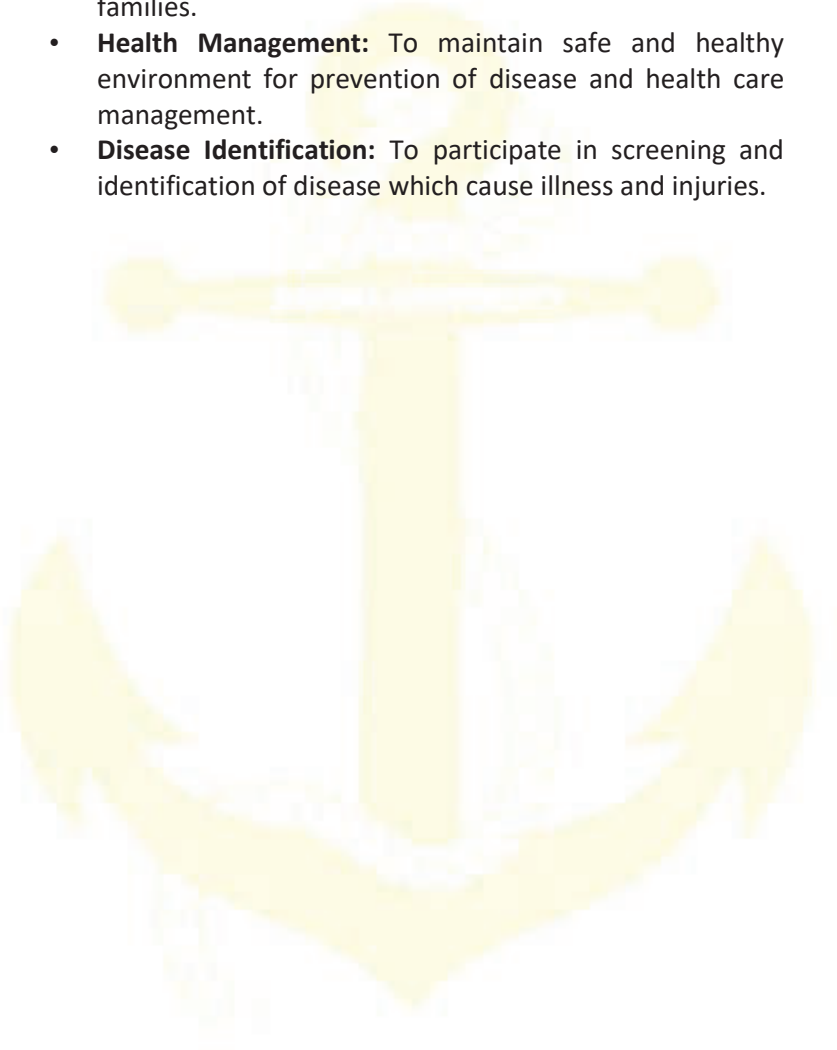 families.
• Health Management: To maintain safe and healthy
environment for prevention of disease and health care
management.
• Disease Identification: To participate in screening and
identification of disease which cause illness and injuries.